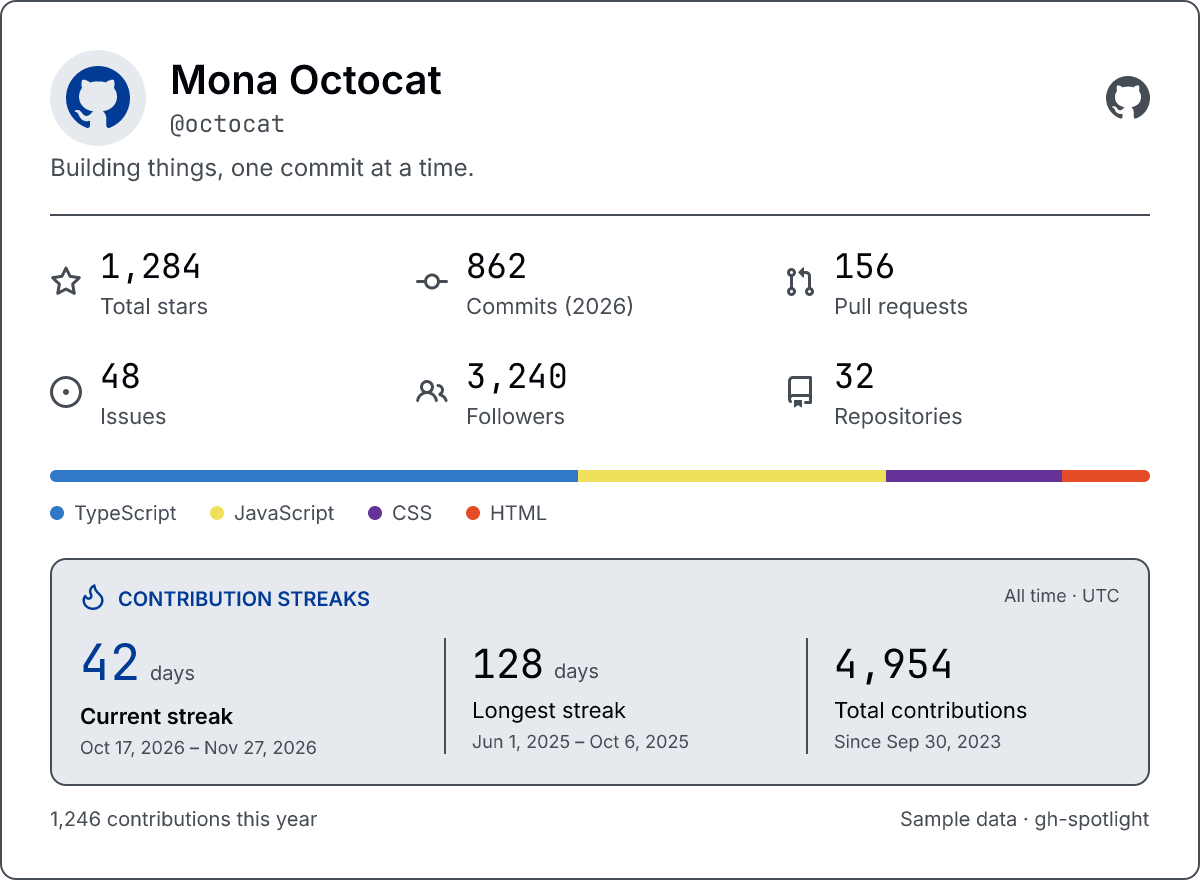 Mona Octocat
@octocat
Building things, one commit at a time.
1,284
Total stars
862
Commits (2026)
156
Pull requests
48
Issues
3,240
Followers
32
Repositories
TypeScript
JavaScript
CSS
HTML
CONTRIBUTION STREAKS
All time · UTC
42 days
Current streak
Oct 17, 2026 – Nov 27, 2026
128 days
Longest streak
Jun 1, 2025 – Oct 6, 2025
4,954
Total contributions
Since Sep 30, 2023
1,246 contributions this year
Sample data · gh-spotlight